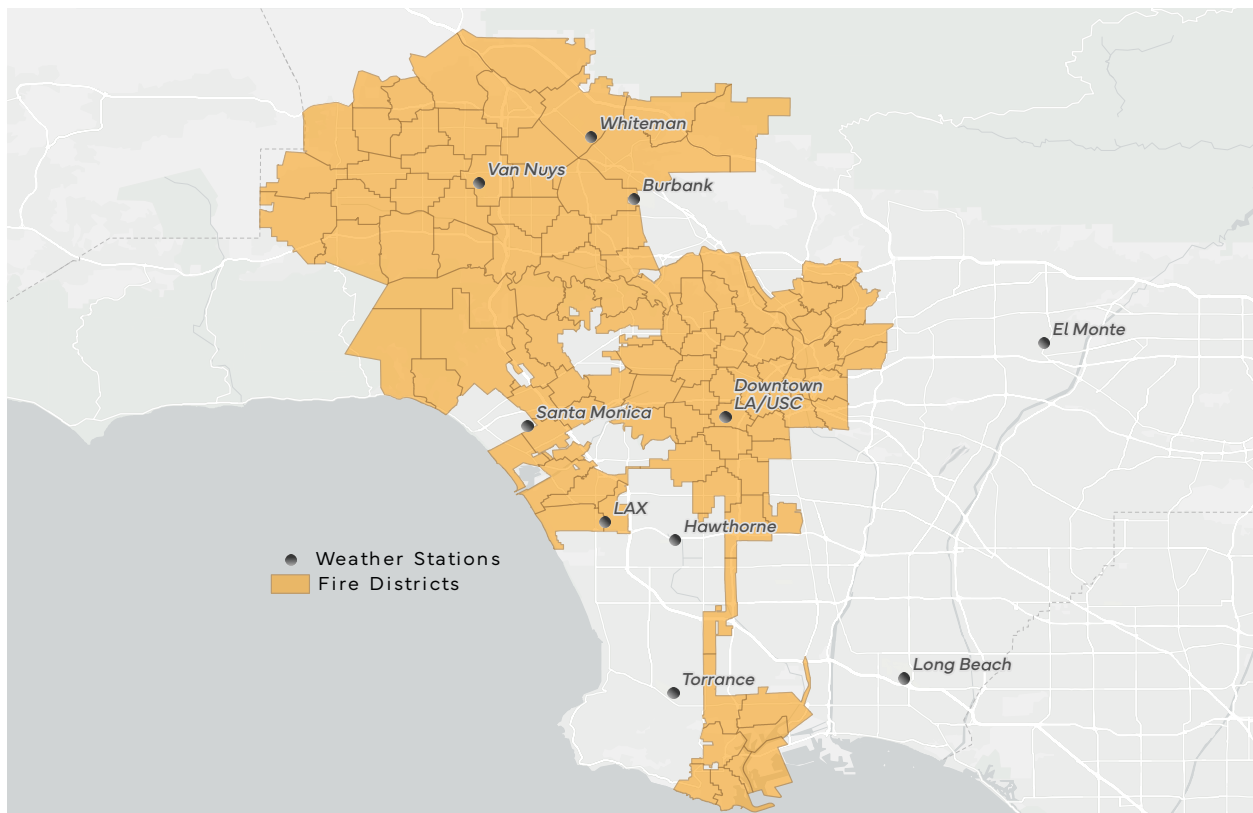 Whiteman
Van Nuys
Burbank
El Monte
Downtown
LA/USC
Santa Monica
LAX
Hawthorne
Weather Stations
Fire Districts
Long Beach
Torrance